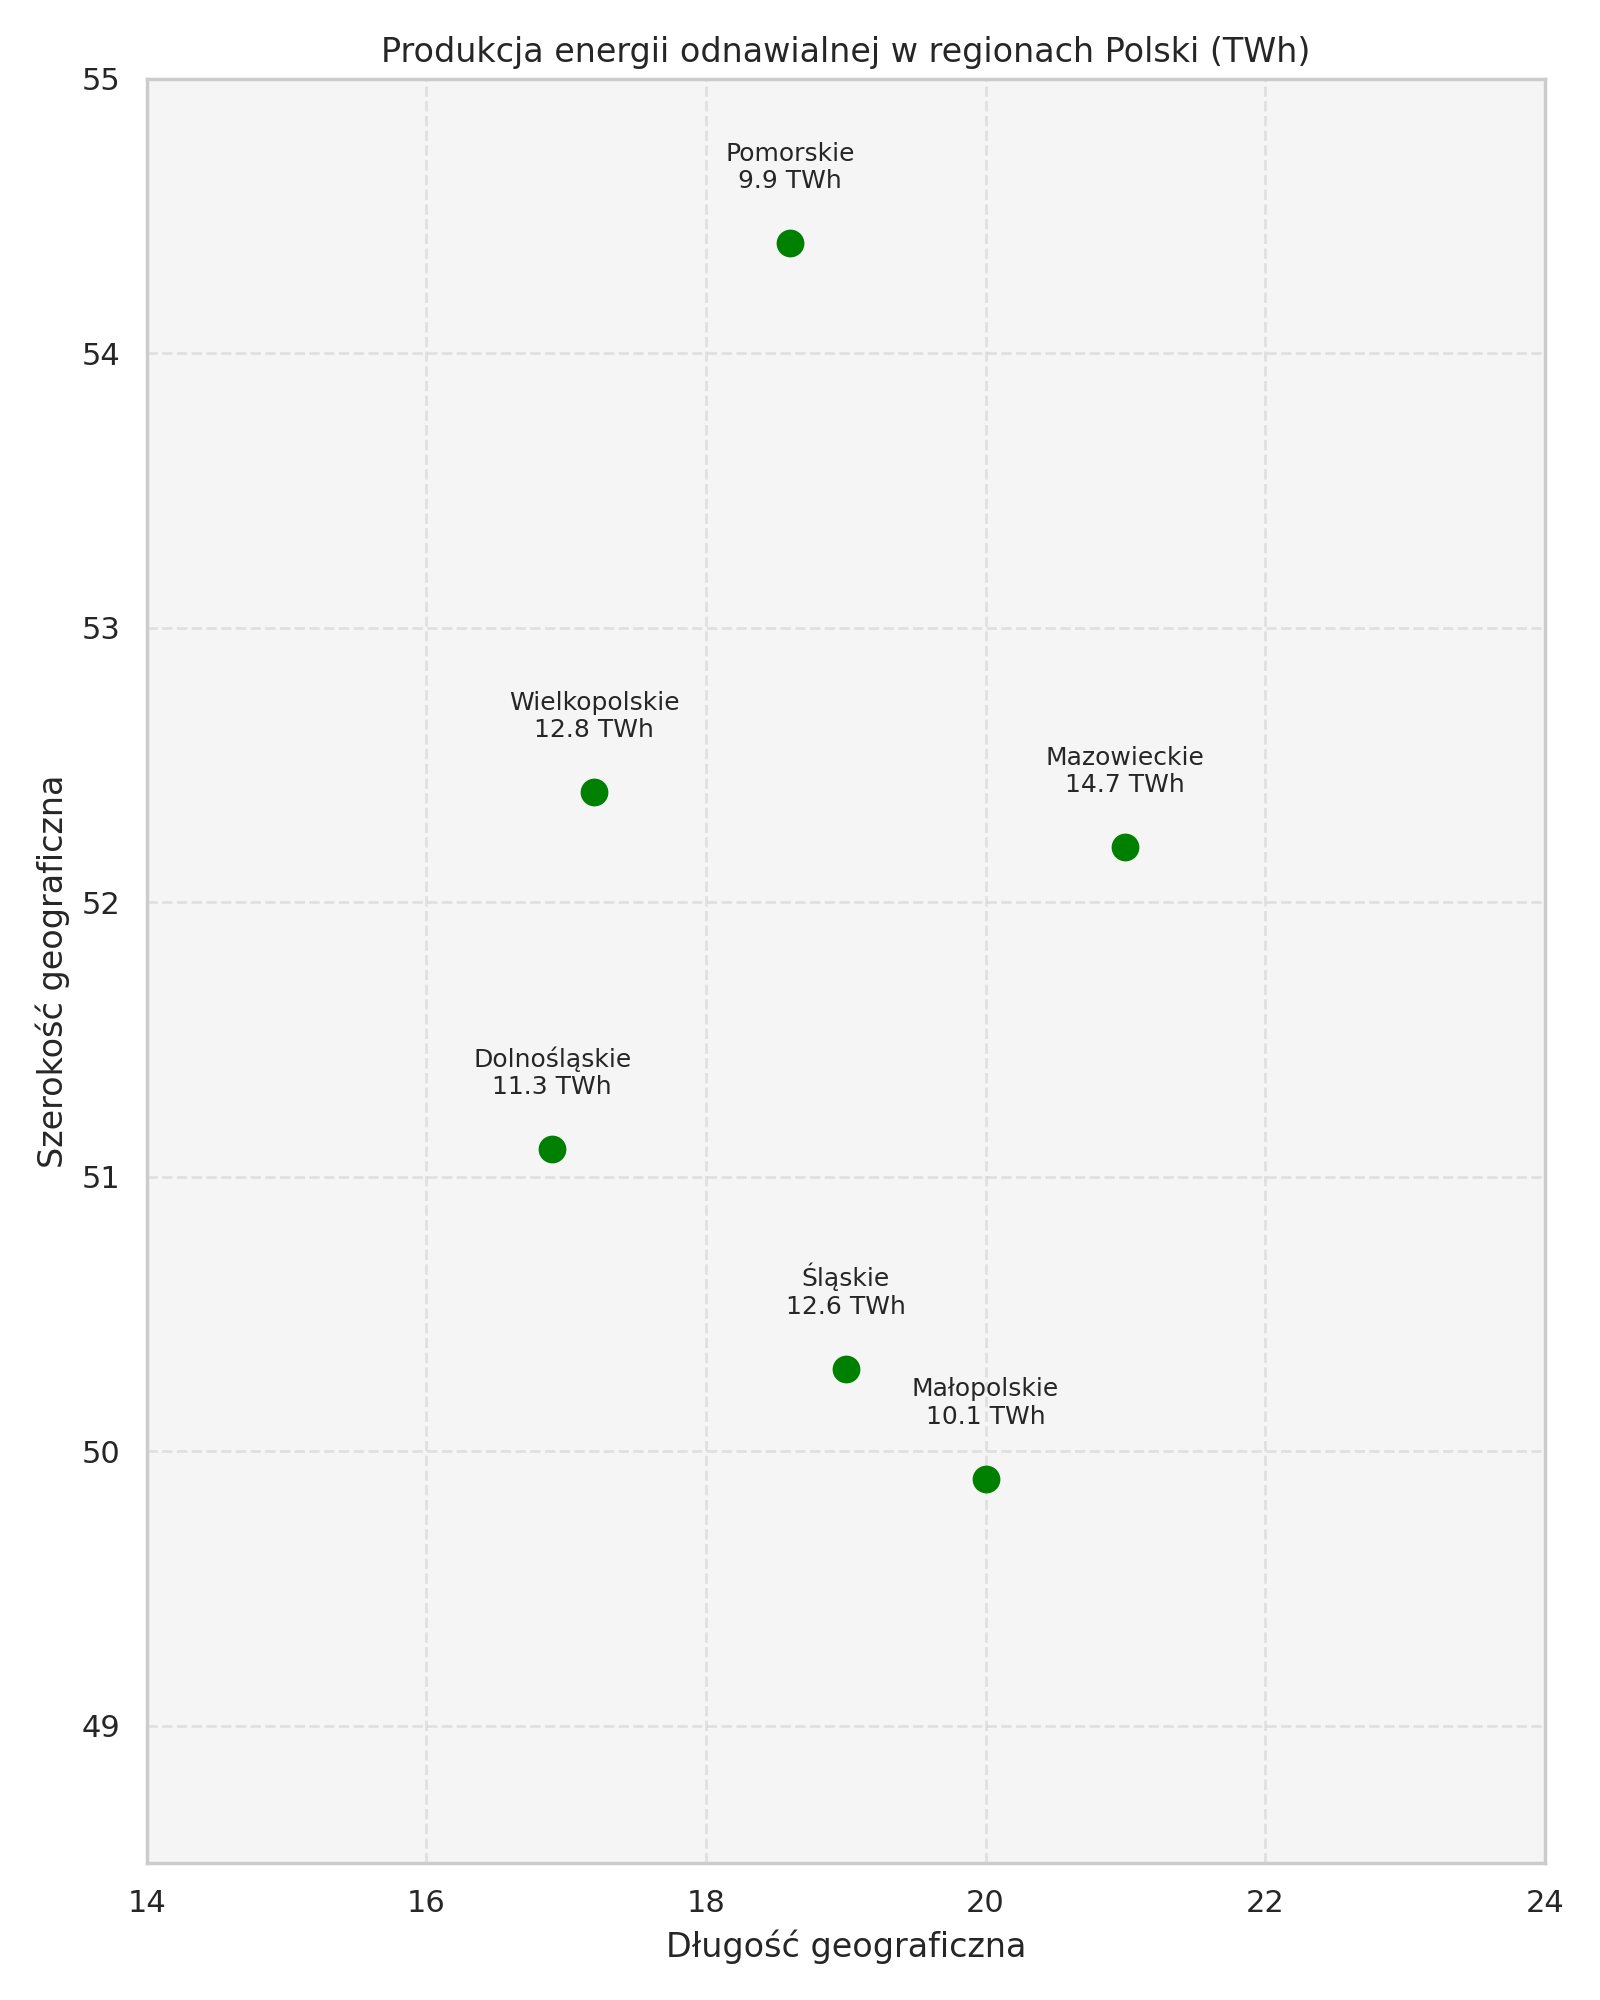 Produkcja energii odnawialnej w regionach Polski (TWh)
55
54
53
52
51
50
49
Szerokość geograficzna
Pomorskie
9.9 TWh
Wielkopolskie
12.8 TWh
Mazowieckie
14.7 TWh
Dolnośląskie
11.3 TWh
Śląskie
12.6 TWh
Małopolskie
10.1 TWh
14 16 18 20 22 24
Długość geograficzna